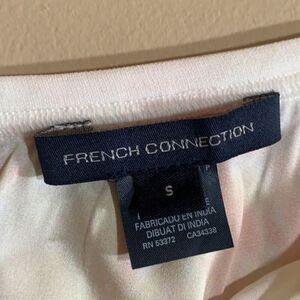 FRENCH CONNECTION
S
FABRICADO EN INDIA
DIBUAT DI INDIA
RN 53372 CA34338